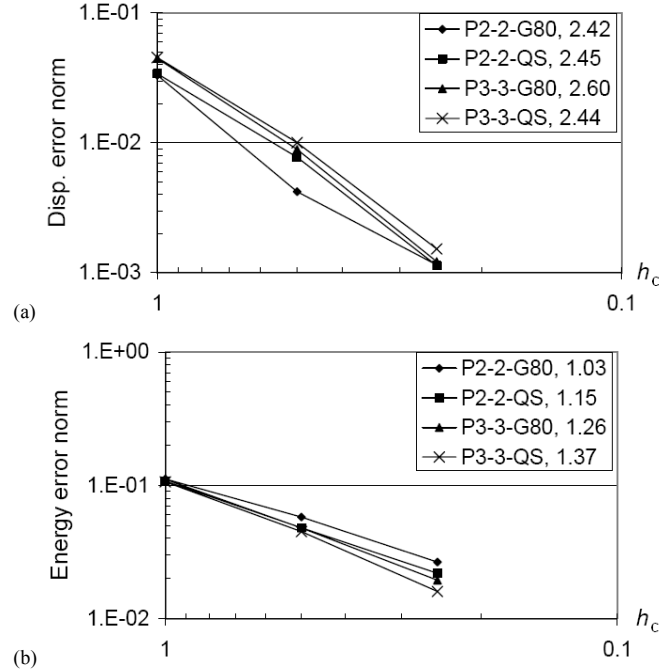 1.E-01
P2-2-G80, 2.42
P2-2-QS, 2.45
P3-3-G80, 2.60
P3-3-QS, 2.44
Disp. error norm
1.E-02
1.E-03
1
0.1
hc
(a)
1.E+00
P2-2-G80, 1.03
P2-2-QS, 1.15
P3-3-G80, 1.26
P3-3-QS, 1.37
Energy error norm
1.E-01
1.E-02
1
0.1
hc
(b)